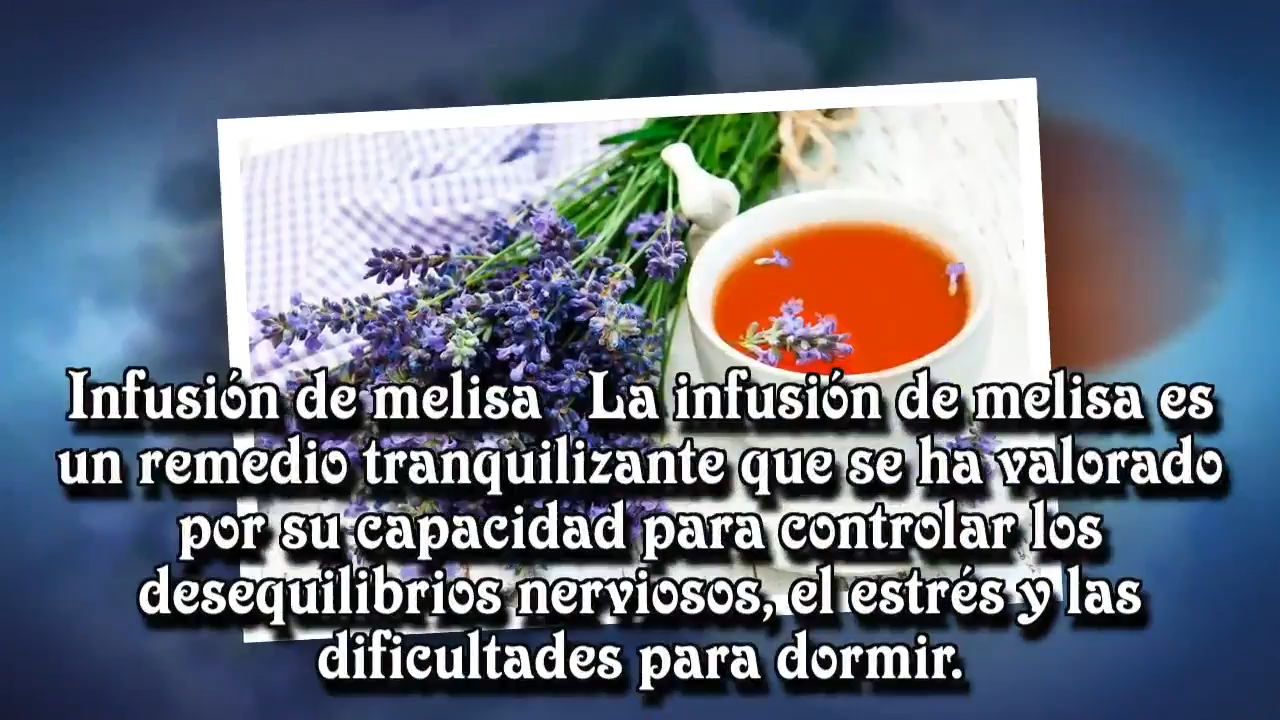 Infusión de melisa   La infusión de melisa es
un remedio tranquilizante que se ha valorado
por su capacidad para controlar los
desequilibrios nerviosos, el estrés y las
dificultades para dormir.